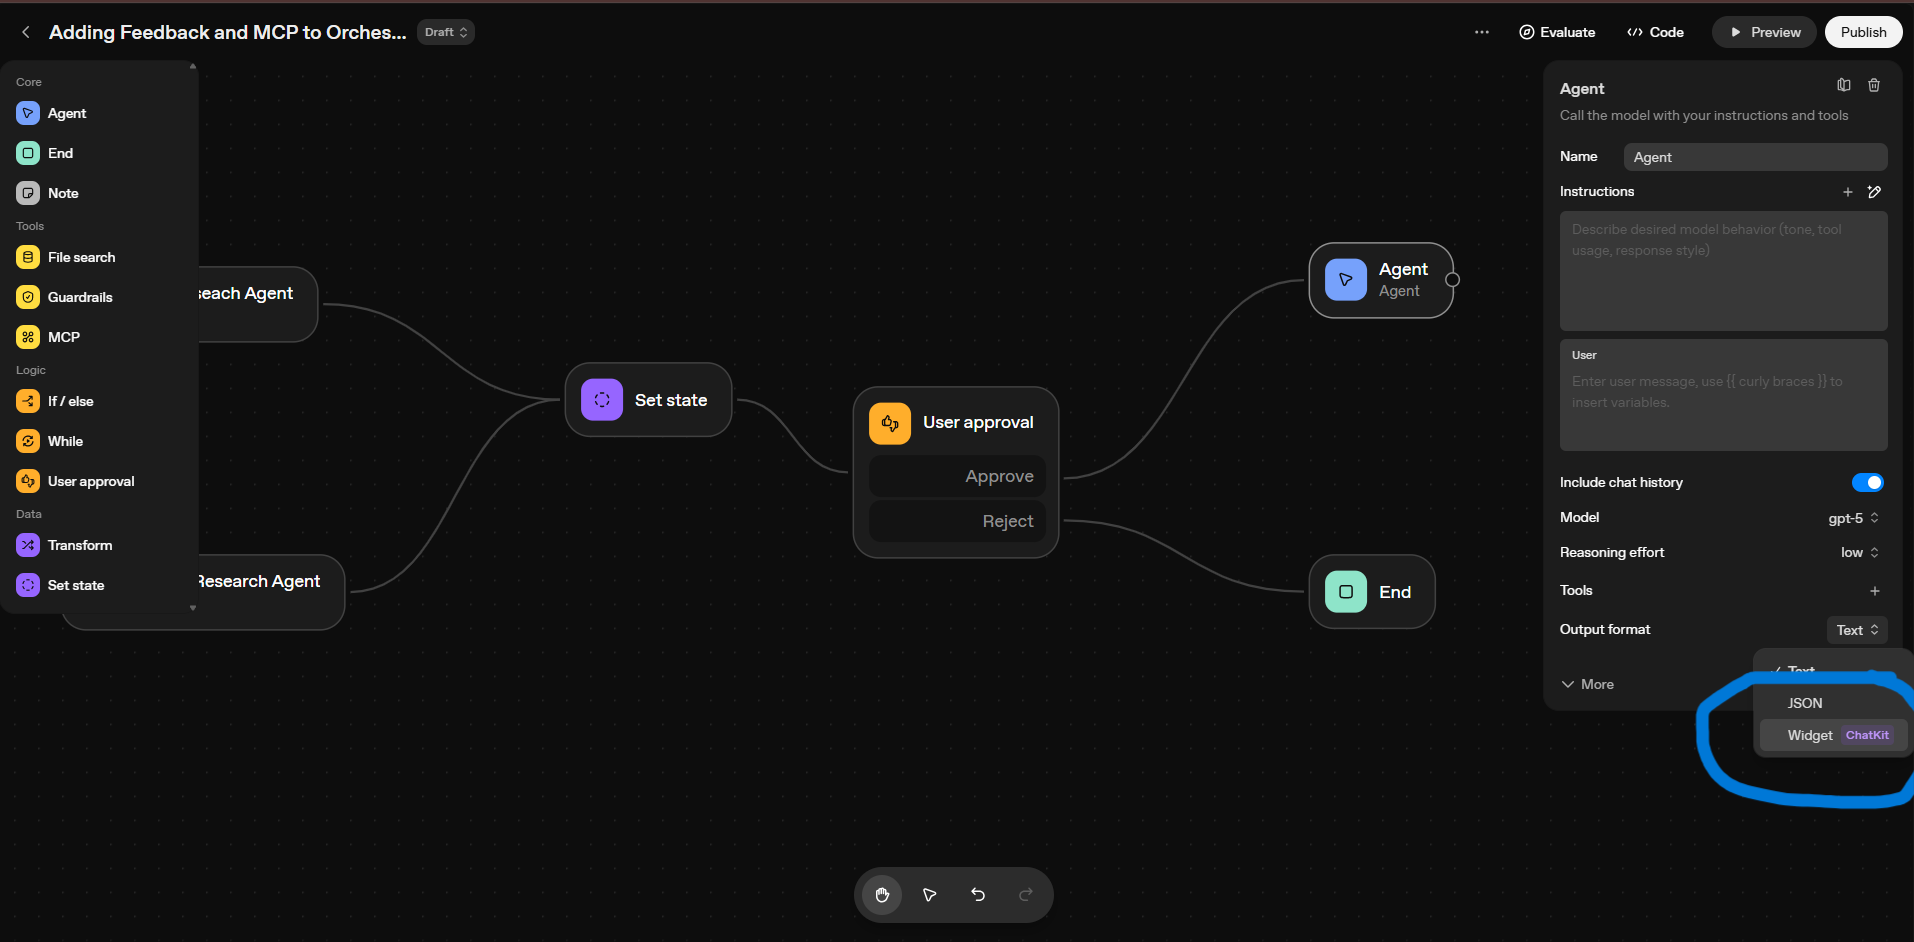 Adding Feedback and MCP to Orches...
Draft
Evaluate
Code
Preview
Publish
Core
Agent
End
Note
Tools
File search
Guardrails
MCP
Logic
If / else
While
User approval
Data
Transform
Set state
seach Agent
Research Agent
Set state
User approval
Approve
Reject
Agent
Agent
End
Agent
Call the model with your instructions and tools
Name
Agent
Instructions
Describe desired model behavior (tone, tool
usage, response style)
User
Enter user message, use {{ curly braces }} to
insert variables.
Include chat history
Model
gpt-5
Reasoning effort
low
Tools
Output format
Text
More
Text
JSON
Widget ChatKit